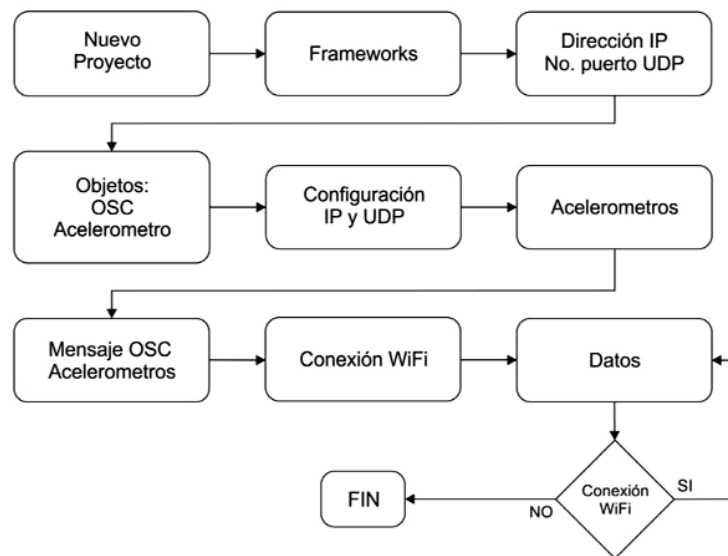 Nuevo
Proyecto
Frameworks
Dirección IP
No. puerto UDP
Objetos:
OSC
Acelerometro
Configuración
IP y UDP
Acelerometros
Mensaje OSC
Acelerometros
Conexión WiFi
Datos
Conexión
WiFi
SI
NO
FIN